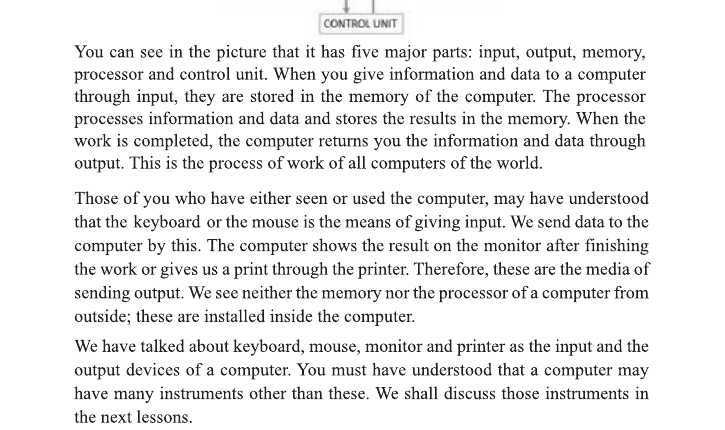 CONTROL UNIT
You can see in the picture that it has five major parts: input, output, memory,
processor and control unit. When you give information and data to a computer
through input, they are stored in the memory of the computer. The processor
processes information and data and stores the results in the memory. When the
work is completed, the computer returns you the information and data through
output. This is the process of work of all computers of the world.
Those of you who have either seen or used the computer, may have understood
that the keyboard or the mouse is the means of giving input. We send data to the
computer by this. The computer shows the result on the monitor after finishing
the work or gives us a print through the printer. Therefore, these are the media of
sending output. We see neither the memory nor the processor of a computer from
outside; these are installed inside the computer.
We have talked about keyboard, mouse, monitor and printer as the input and the
output devices of a computer. You must have understood that a computer may
have many instruments other than these. We shall discuss those instruments in
the next lessons.